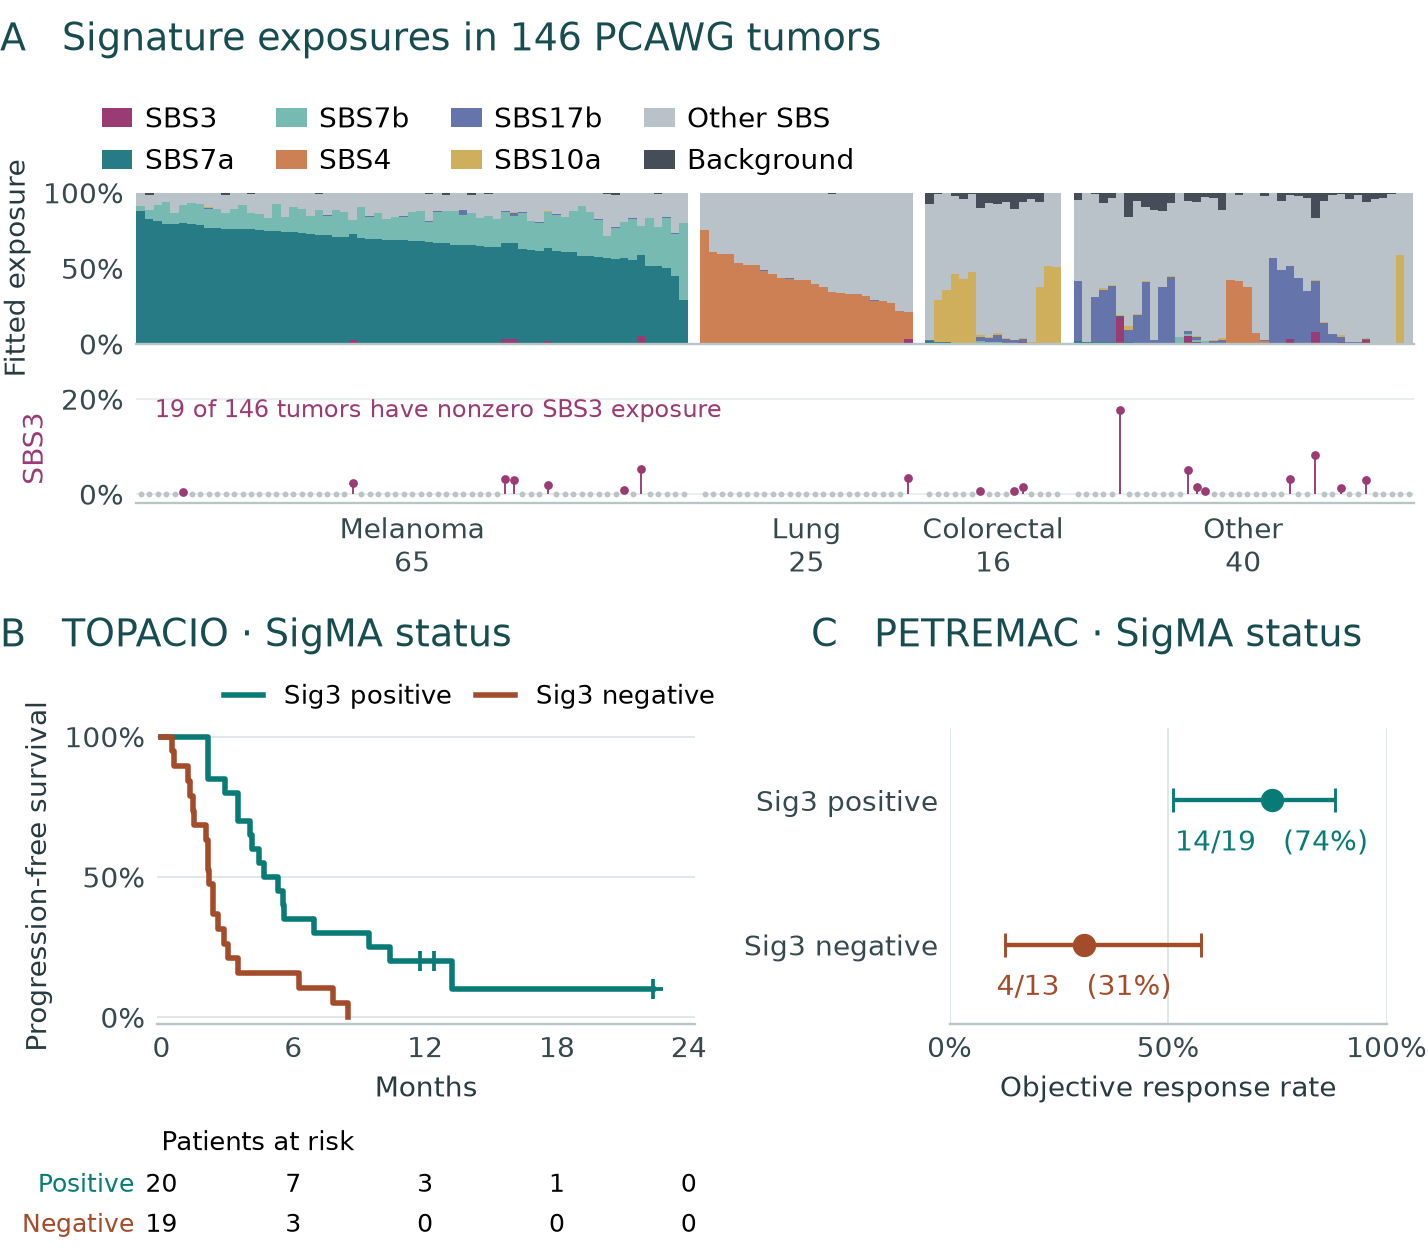 A Signature exposures in 146 PCAWG tumors
SBS3 SBS7b SBS17b Other SBS
SBS7a SBS4 SBS10a Background
Fitted exposure
100%
50%
0%
SBS3
20%
19 of 146 tumors have nonzero SBS3 exposure
0%
Melanoma Lung Colorectal Other
65 25 16 40
B TOPACIO · SigMA status
Sig3 positive Sig3 negative
Progression-free survival
100%
50%
0%
0 6 12 18 24
Months
Patients at risk
Positive 20 7 3 1 0
Negative 19 3 0 0 0
C PETREMAC · SigMA status
Sig3 positive
14/19 (74%)
Sig3 negative
4/13 (31%)
0% 50% 100%
Objective response rate